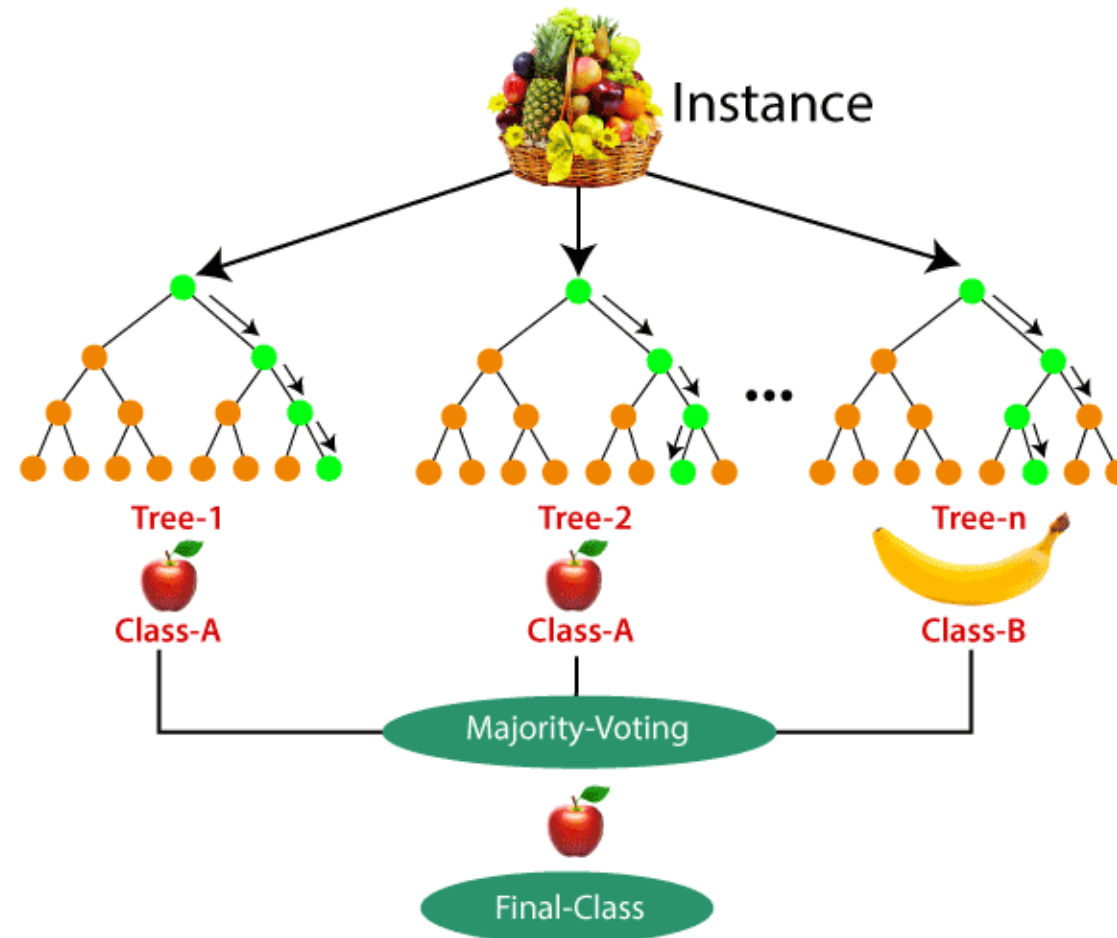 Instance
Tree-1
Tree-2
Tree-n
Class-A
Class-A
Class-B
Majority-Voting
Final-Class